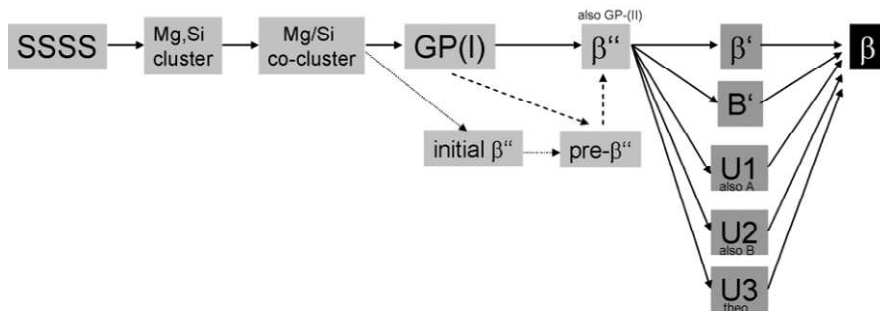 also GP-(II)
SSSS
Mg,Si
cluster
Mg/Si
co-cluster
GP(I)
β“
β‘
β
B‘
initial β“
pre-β“
U1
also A
U2
also B
U3
theo